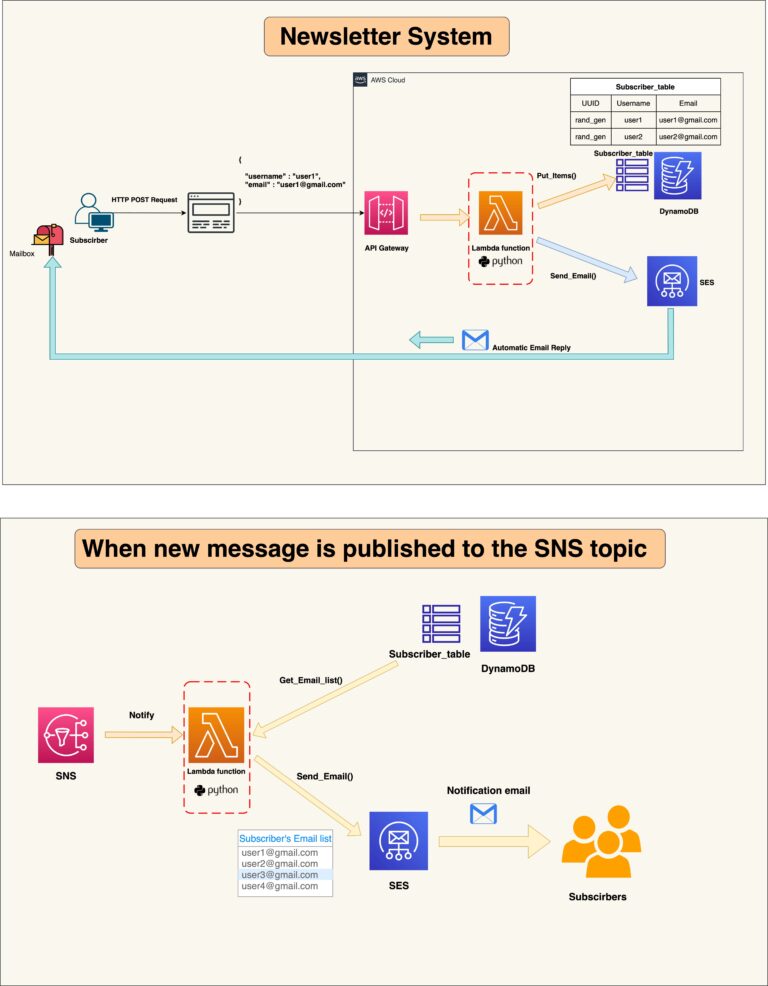 Newsletter System
aws
AWS Cloud
Subscriber_table
UUID Username Email
rand_gen user1 user1@gmail.com
rand_gen user2 user2@gmail.com
Subscriber_table
{
"username" : "user1",
"email" : "user1@gmail.com"
}
HTTP POST Request
Put_Items()
DynamoDB
Subscirber
Mailbox
API Gateway
Lambda function
python
Send_Email()
SES
Automatic Email Reply
When new message is published to the SNS topic
Subscriber_table
DynamoDB
Get_Email_list()
Notify
SNS
Lambda function
python
Send_Email()
Notification email
Subscriber's Email list
user1@gmail.com
user2@gmail.com
user3@gmail.com
user4@gmail.com
SES
Subscirbers